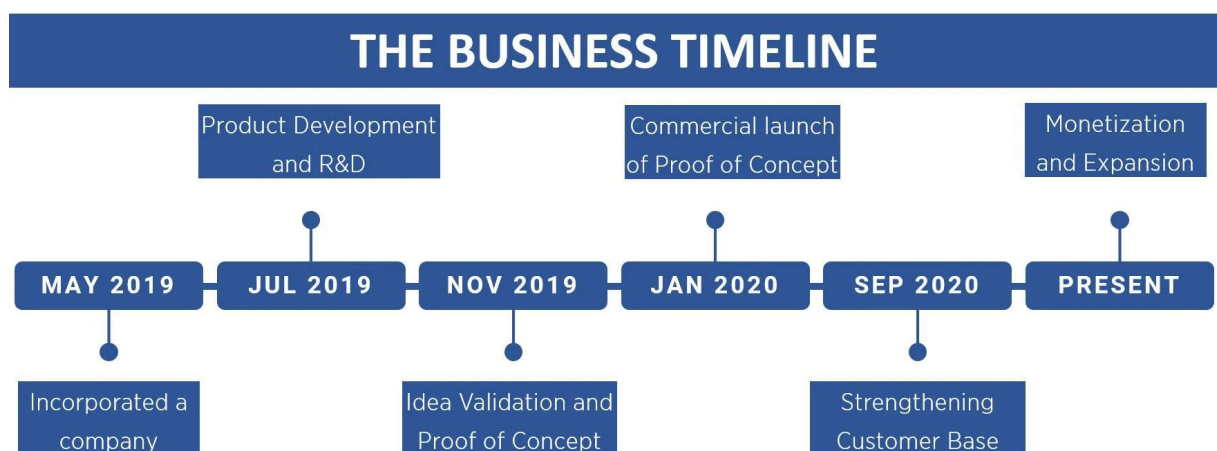 THE BUSINESS TIMELINE
Product Development
and R&D
Commercial launch
of Proof of Concept
Monetization
and Expansion
MAY 2019
JUL 2019
NOV 2019
JAN 2020
SEP 2020
PRESENT
Incorporated a
company
Idea Validation and
Proof of Concept
Strengthening
Customer Base